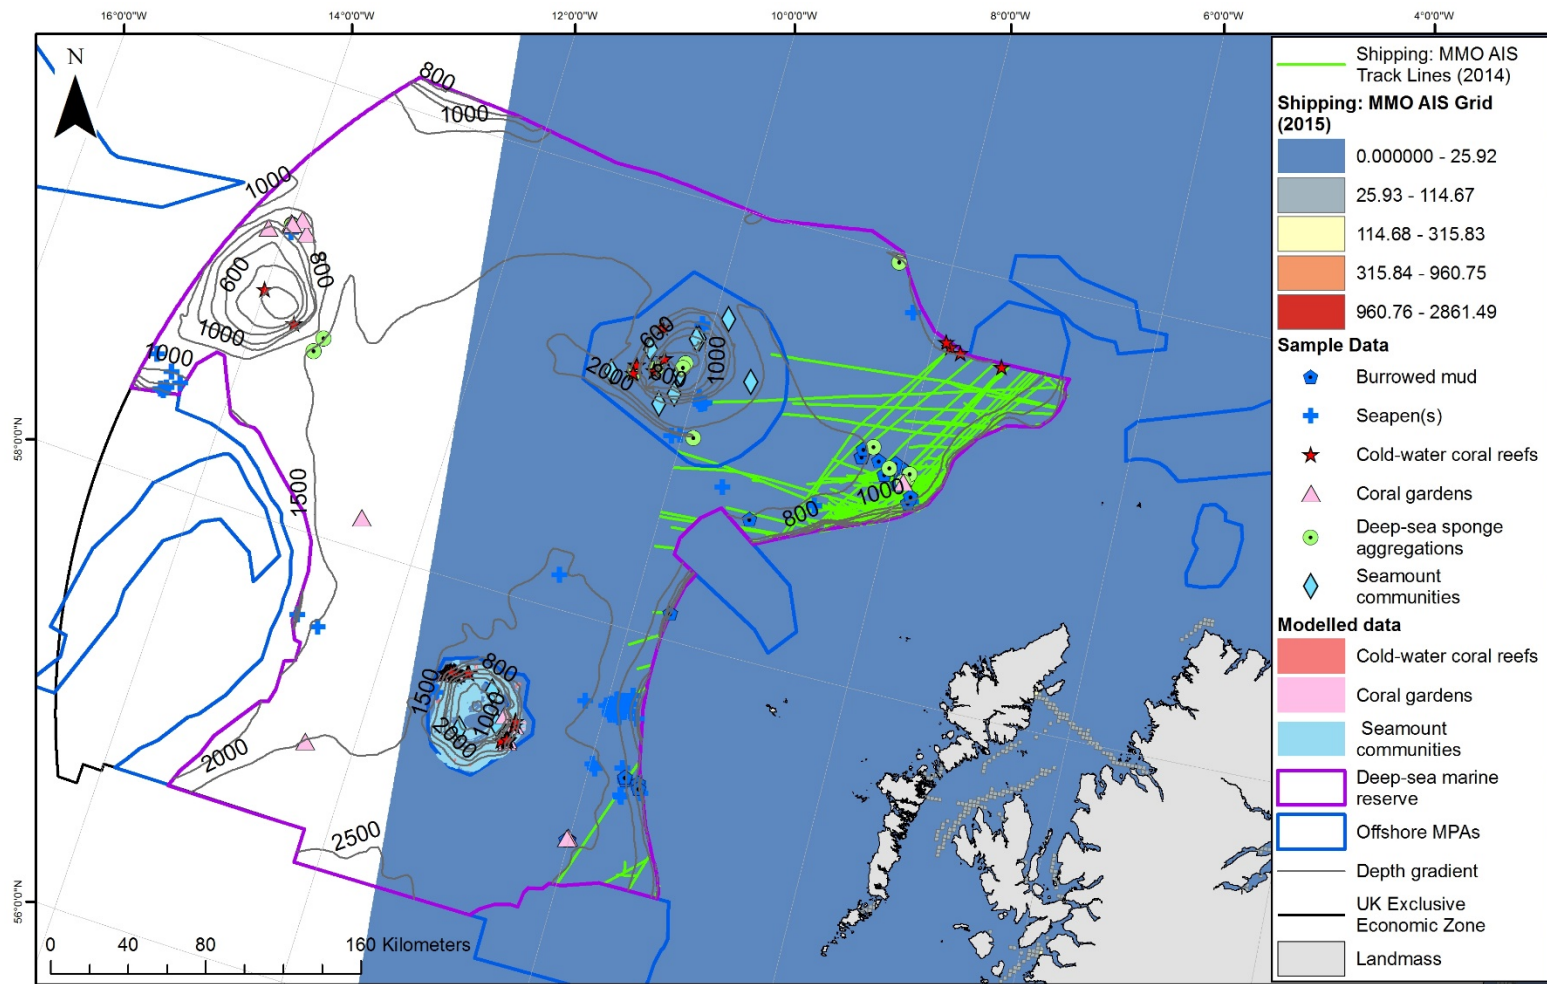 16°0'0"W
14°0'0"W
12°0'0"W
10°0'0"W
8°0'0"W
6°0'0"W
4°0'0"W
N
800
1000
1000
600
800
1000
1000
58°0'0"N
1500
600
1000
2000
800
1000
800
1500
800
1000
2000
2000
2500
56°0'0"N
0
40
80
160 Kilometers
Shipping: MMO AIS
Track Lines (2014)
Shipping: MMO AIS Grid
(2015)
0.000000 - 25.92
25.93 - 114.67
114.68 - 315.83
315.84 - 960.75
960.76 - 2861.49
Sample Data
Burrowed mud
Seapen(s)
Cold-water coral reefs
Coral gardens
Deep-sea sponge
aggregations
Seamount
communities
Modelled data
Cold-water coral reefs
Coral gardens
Seamount
communities
Deep-sea marine
reserve
Offshore MPAs
Depth gradient
UK Exclusive
Economic Zone
Landmass